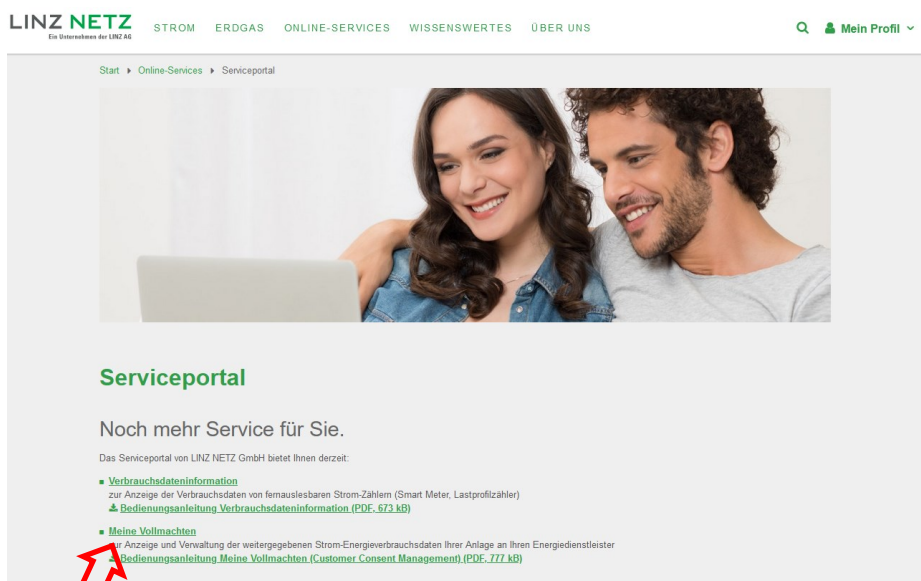 LINZ NETZ
Ein Unternehmen der LINZ AG
STROM ERDGAS ONLINE-SERVICES WISSENSWERTES ÜBER UNS
Mein Profil
Start Online-Services Serviceportal
Serviceportal
Noch mehr Service für Sie.
Das Serviceportal von LINZ NETZ GmbH bietet Ihnen derzeit:
Verbrauchsdateninformation
zur Anzeige der Verbrauchsdaten von fernauslesbaren Strom-Zählern (Smart Meter, Lastprofilzähler)
Bedienungsanleitung Verbrauchsdateninformation (PDF, 673 kB)
Meine Vollmachten
zur Anzeige und Verwaltung der weitergegebenen Strom-Energieverbrauchsdaten Ihrer Anlage an Ihren Energiedienstleister
Bedienungsanleitung Meine Vollmachten (Customer Consent Management) (PDF, 777 kB)